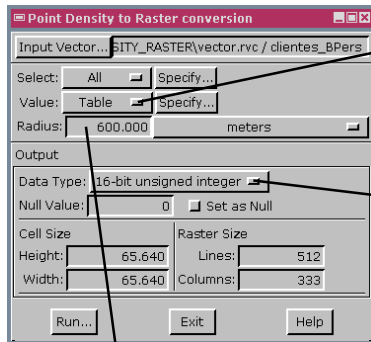 Point Density to Raster conversion
Input Vector... SITY_RASTER\vector.rvc / clientes_BPers
Select: All Specify...
Value: Table Specify...
Radius: 600.000 meters
Output
Data Type: 16-bit unsigned integer
Null Value: 0 Set as Null
Cell Size Raster Size
Height: 65.640 Lines: 512
Width: 65.640 Columns: 333
Run... Exit Help